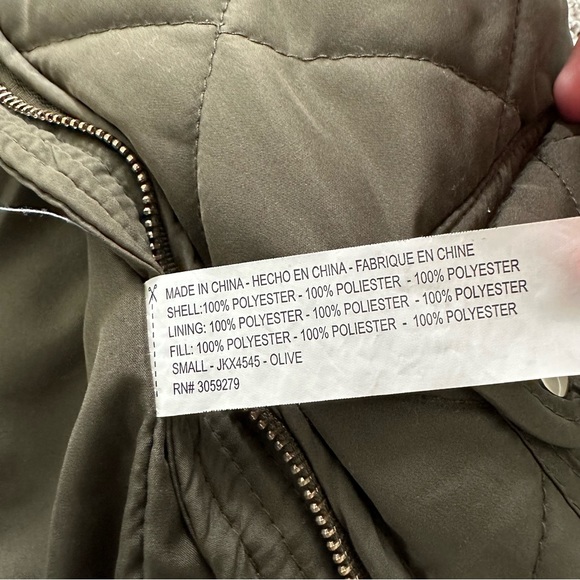 MADE IN CHINA - HECHO EN CHINA - FABRIQUE EN CHINE
SHELL:100% POLYESTER - 100% POLIESTER - 100% POLYESTER
LINING: 100% POLYESTER - 100% POLIESTER - 100% POLYESTER
FILL: 100% POLYESTER - 100% POLIESTER - 100% POLYESTER
SMALL - JKX4545 - OLIVE
RN# 3059279